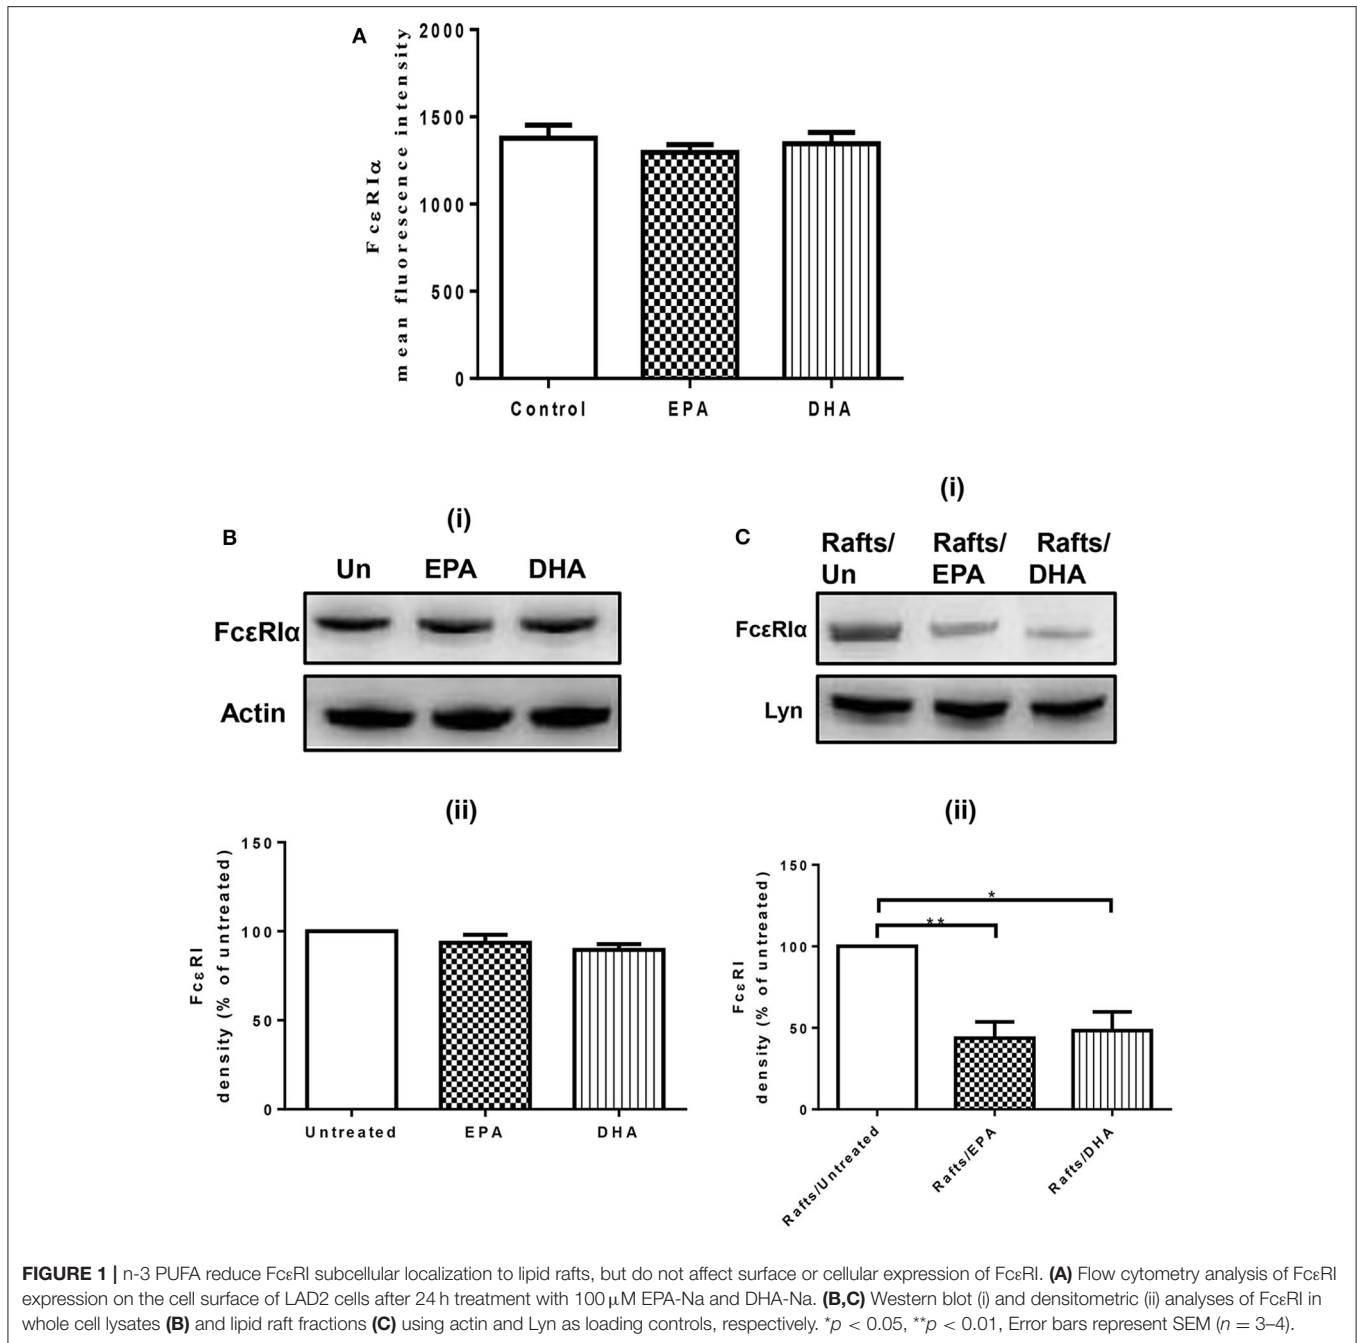 A
FcεRIα
mean fluorescence intensity
2000
1500
1000
500
0
Control EPA DHA
B
(i)
Un EPA DHA
FcεRIα
Actin
(ii)
FcεRI
density (% of untreated)
150
100
50
0
Untreated EPA DHA
C
(i)
Rafts/ Rafts/ Rafts/
Un EPA DHA
FcεRIα
Lyn
(ii)
FcεRI
density (% of untreated)
150
100
50
0
*
**
Rafts/Untreated
Rafts/EPA
Rafts/DHA
FIGURE 1 | n-3 PUFA reduce FcεRI subcellular localization to lipid rafts, but do not affect surface or cellular expression of FcεRI. (A) Flow cytometry analysis of FcεRI
expression on the cell surface of LAD2 cells after 24 h treatment with 100 μM EPA-Na and DHA-Na. (B,C) Western blot (i) and densitometric (ii) analyses of FcεRI in
whole cell lysates (B) and lipid raft fractions (C) using actin and Lyn as loading controls, respectively. *p < 0.05, **p < 0.01, Error bars represent SEM (n = 3–4).